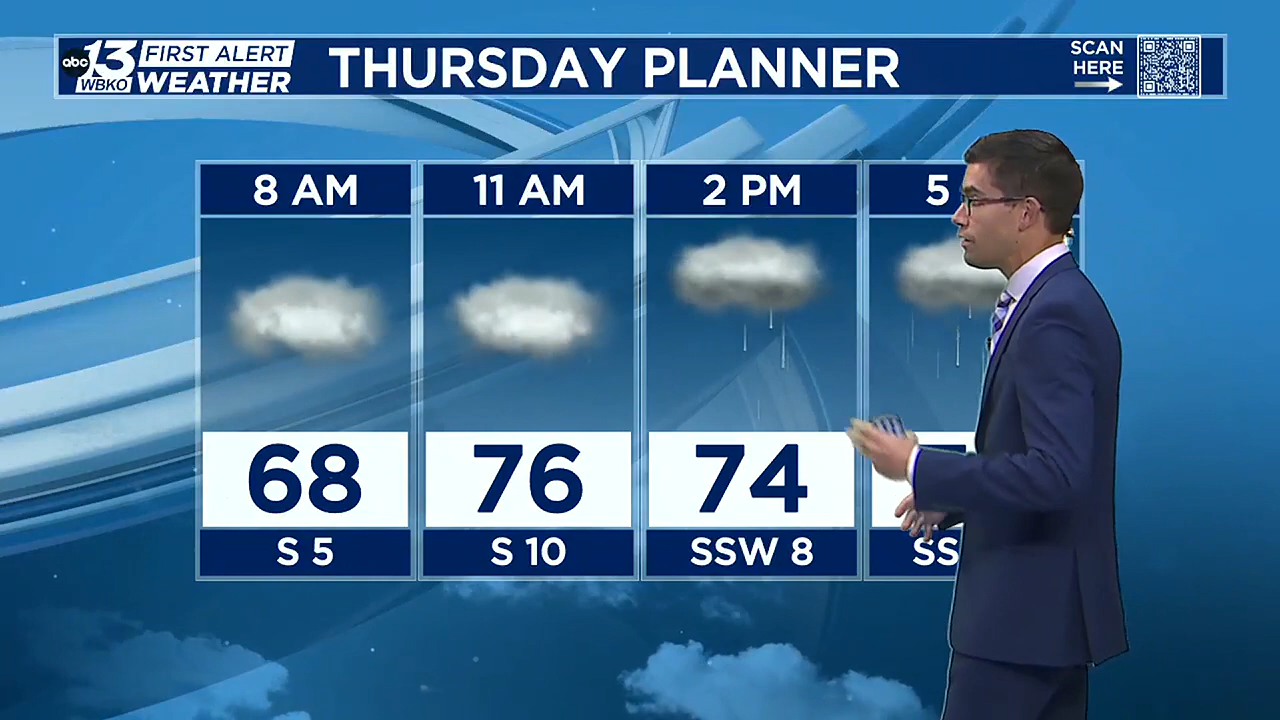 abc 13 WBKO FIRST ALERT WEATHER
THURSDAY PLANNER
SCAN HERE
8 AM
11 AM
2 PM
5
68
76
74
S 5
S 10
SSW 8
SS